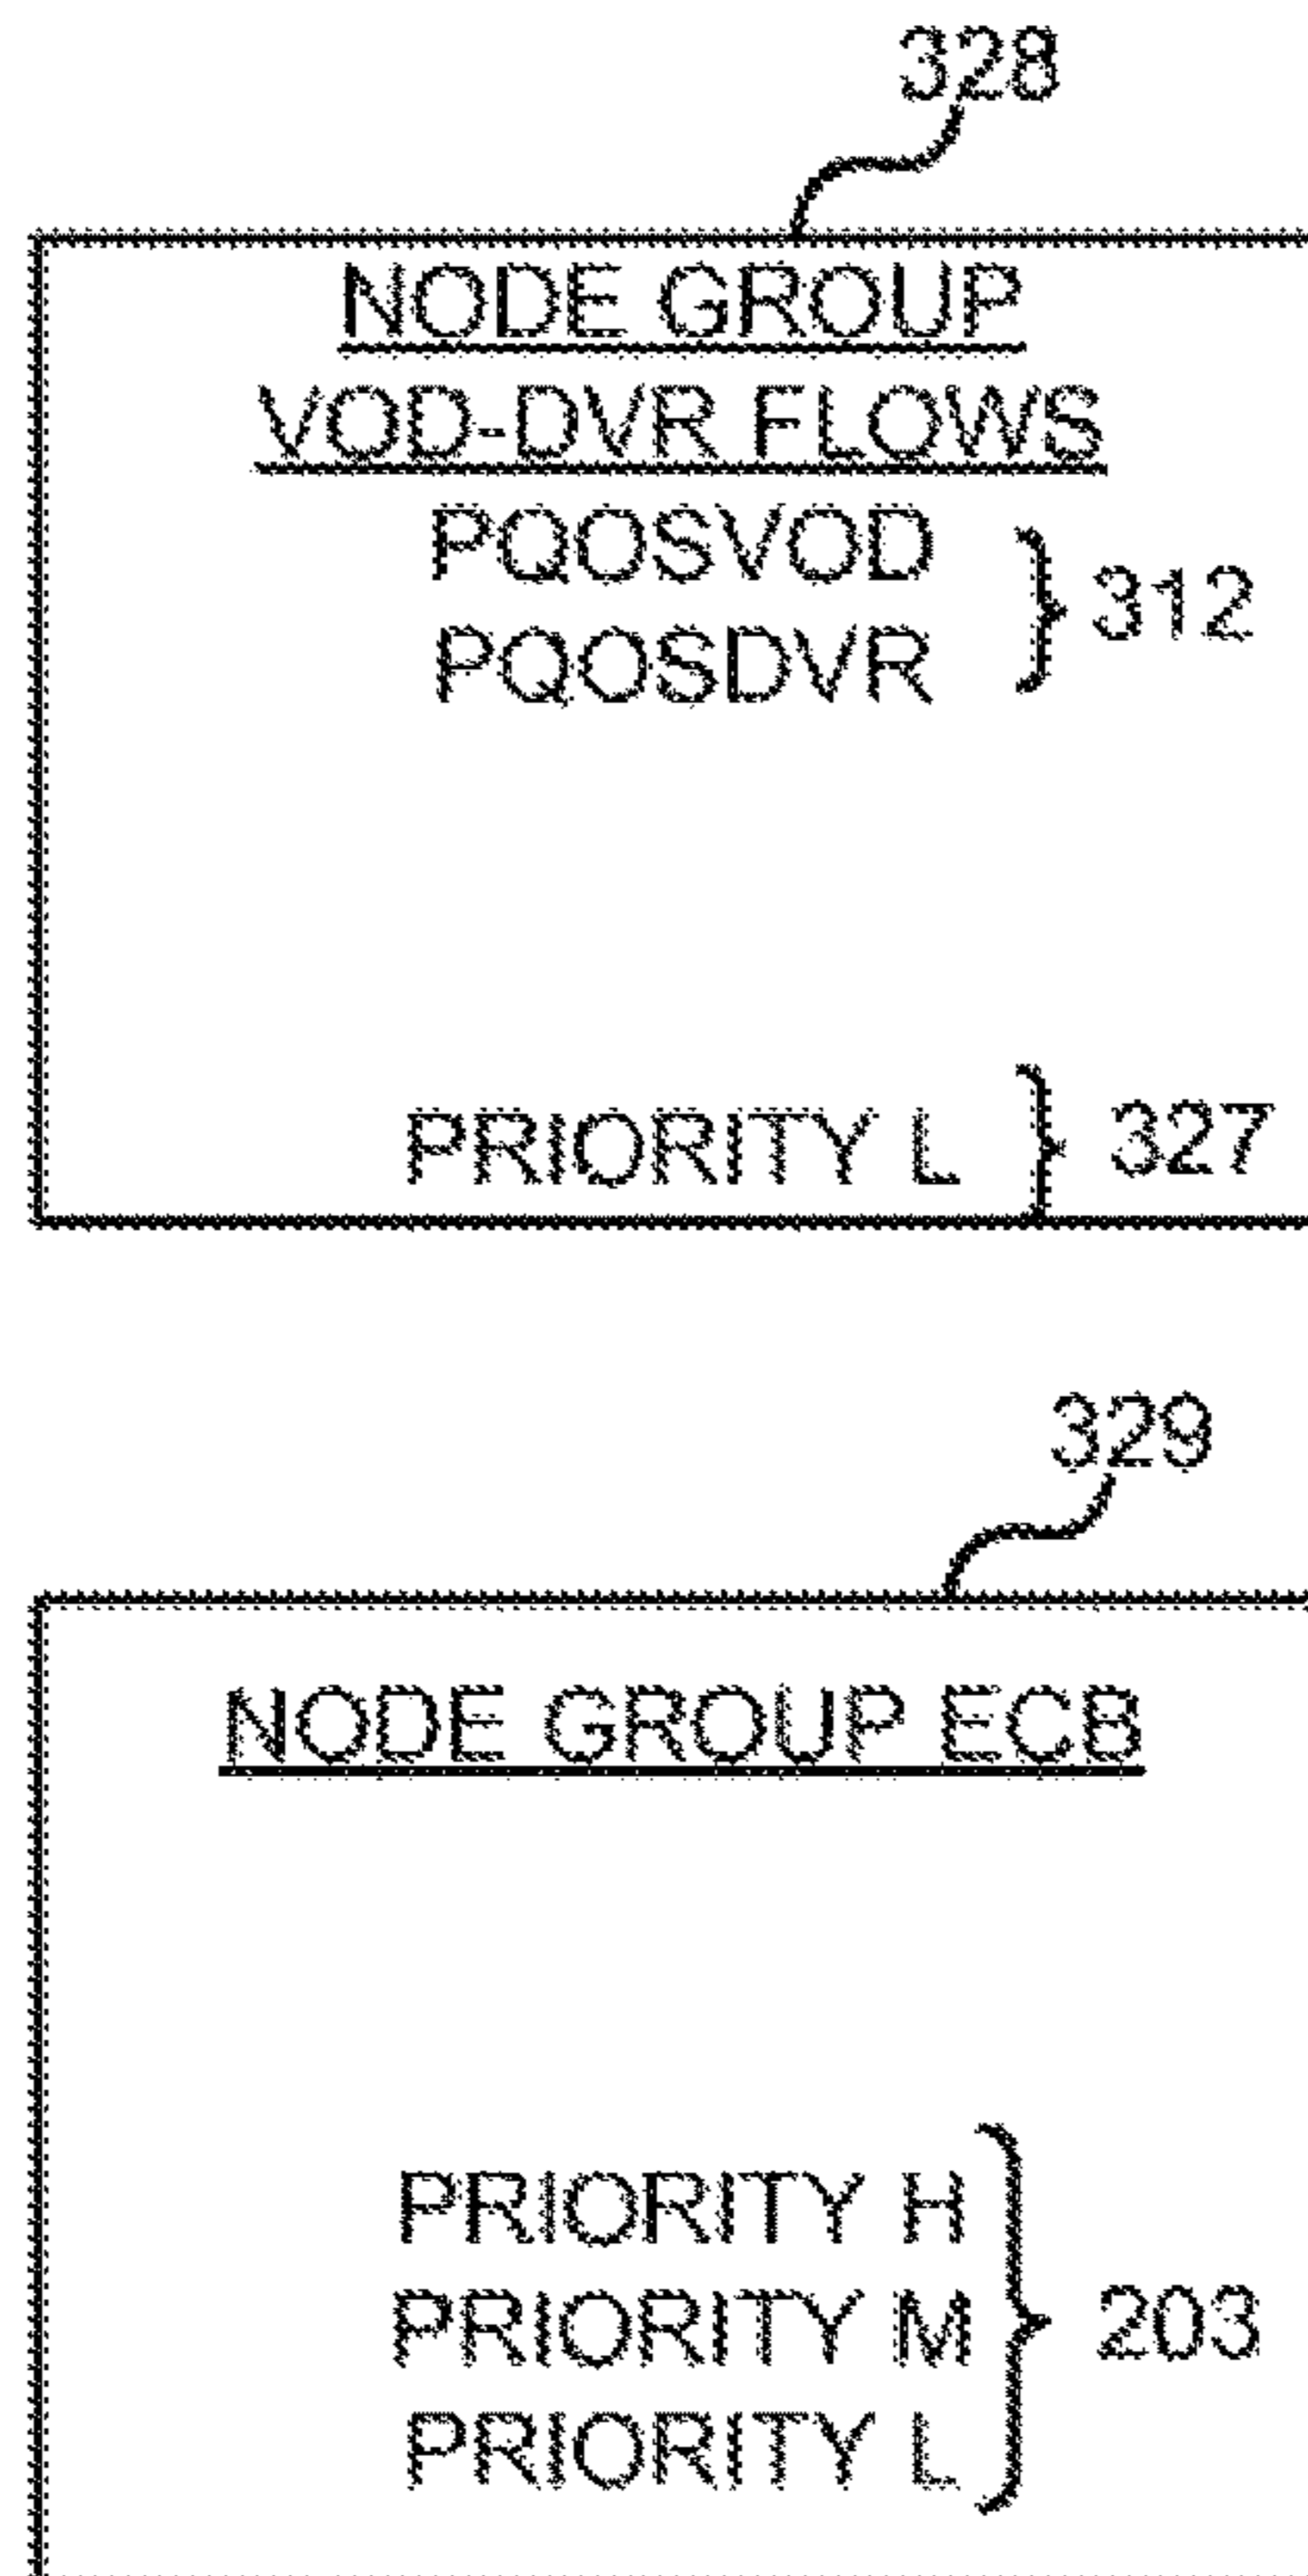 328
NODE GROUP
VOD-DVR FLOWS
PQOSVOD
PQOSDVR
312
PRIORITY L 327
329
NODE GROUP ECB
PRIORITY H
PRIORITY M
203
PRIORITY L